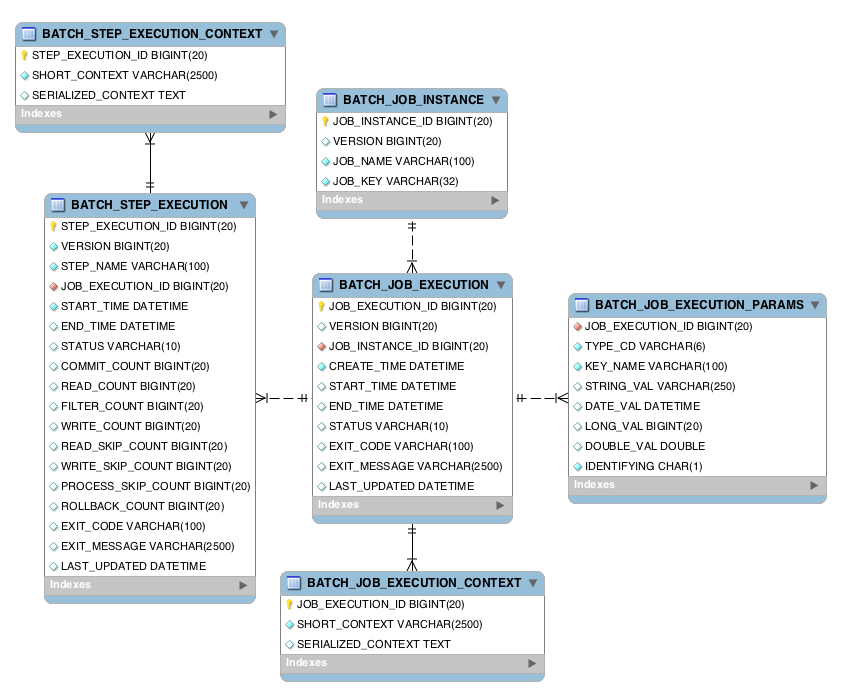 BATCH_STEP_EXECUTION_CONTEXT
STEP_EXECUTION_ID BIGINT(20)
SHORT_CONTEXT VARCHAR(2500)
SERIALIZED_CONTEXT TEXT
Indexes
BATCH_JOB_INSTANCE
JOB_INSTANCE_ID BIGINT(20)
VERSION BIGINT(20)
JOB_NAME VARCHAR(100)
JOB_KEY VARCHAR(32)
Indexes
BATCH_STEP_EXECUTION
STEP_EXECUTION_ID BIGINT(20)
VERSION BIGINT(20)
STEP_NAME VARCHAR(100)
JOB_EXECUTION_ID BIGINT(20)
START_TIME DATETIME
END_TIME DATETIME
STATUS VARCHAR(10)
COMMIT_COUNT BIGINT(20)
READ_COUNT BIGINT(20)
FILTER_COUNT BIGINT(20)
WRITE_COUNT BIGINT(20)
READ_SKIP_COUNT BIGINT(20)
WRITE_SKIP_COUNT BIGINT(20)
PROCESS_SKIP_COUNT BIGINT(20)
ROLLBACK_COUNT BIGINT(20)
EXIT_CODE VARCHAR(100)
EXIT_MESSAGE VARCHAR(2500)
LAST_UPDATED DATETIME
Indexes
BATCH_JOB_EXECUTION
JOB_EXECUTION_ID BIGINT(20)
VERSION BIGINT(20)
JOB_INSTANCE_ID BIGINT(20)
CREATE_TIME DATETIME
START_TIME DATETIME
END_TIME DATETIME
STATUS VARCHAR(10)
EXIT_CODE VARCHAR(100)
EXIT_MESSAGE VARCHAR(2500)
LAST_UPDATED DATETIME
Indexes
BATCH_JOB_EXECUTION_PARAMS
JOB_EXECUTION_ID BIGINT(20)
TYPE_CD VARCHAR(6)
KEY_NAME VARCHAR(100)
STRING_VAL VARCHAR(250)
DATE_VAL DATETIME
LONG_VAL BIGINT(20)
DOUBLE_VAL DOUBLE
IDENTIFYING CHAR(1)
Indexes
BATCH_JOB_EXECUTION_CONTEXT
JOB_EXECUTION_ID BIGINT(20)
SHORT_CONTEXT VARCHAR(2500)
SERIALIZED_CONTEXT TEXT
Indexes